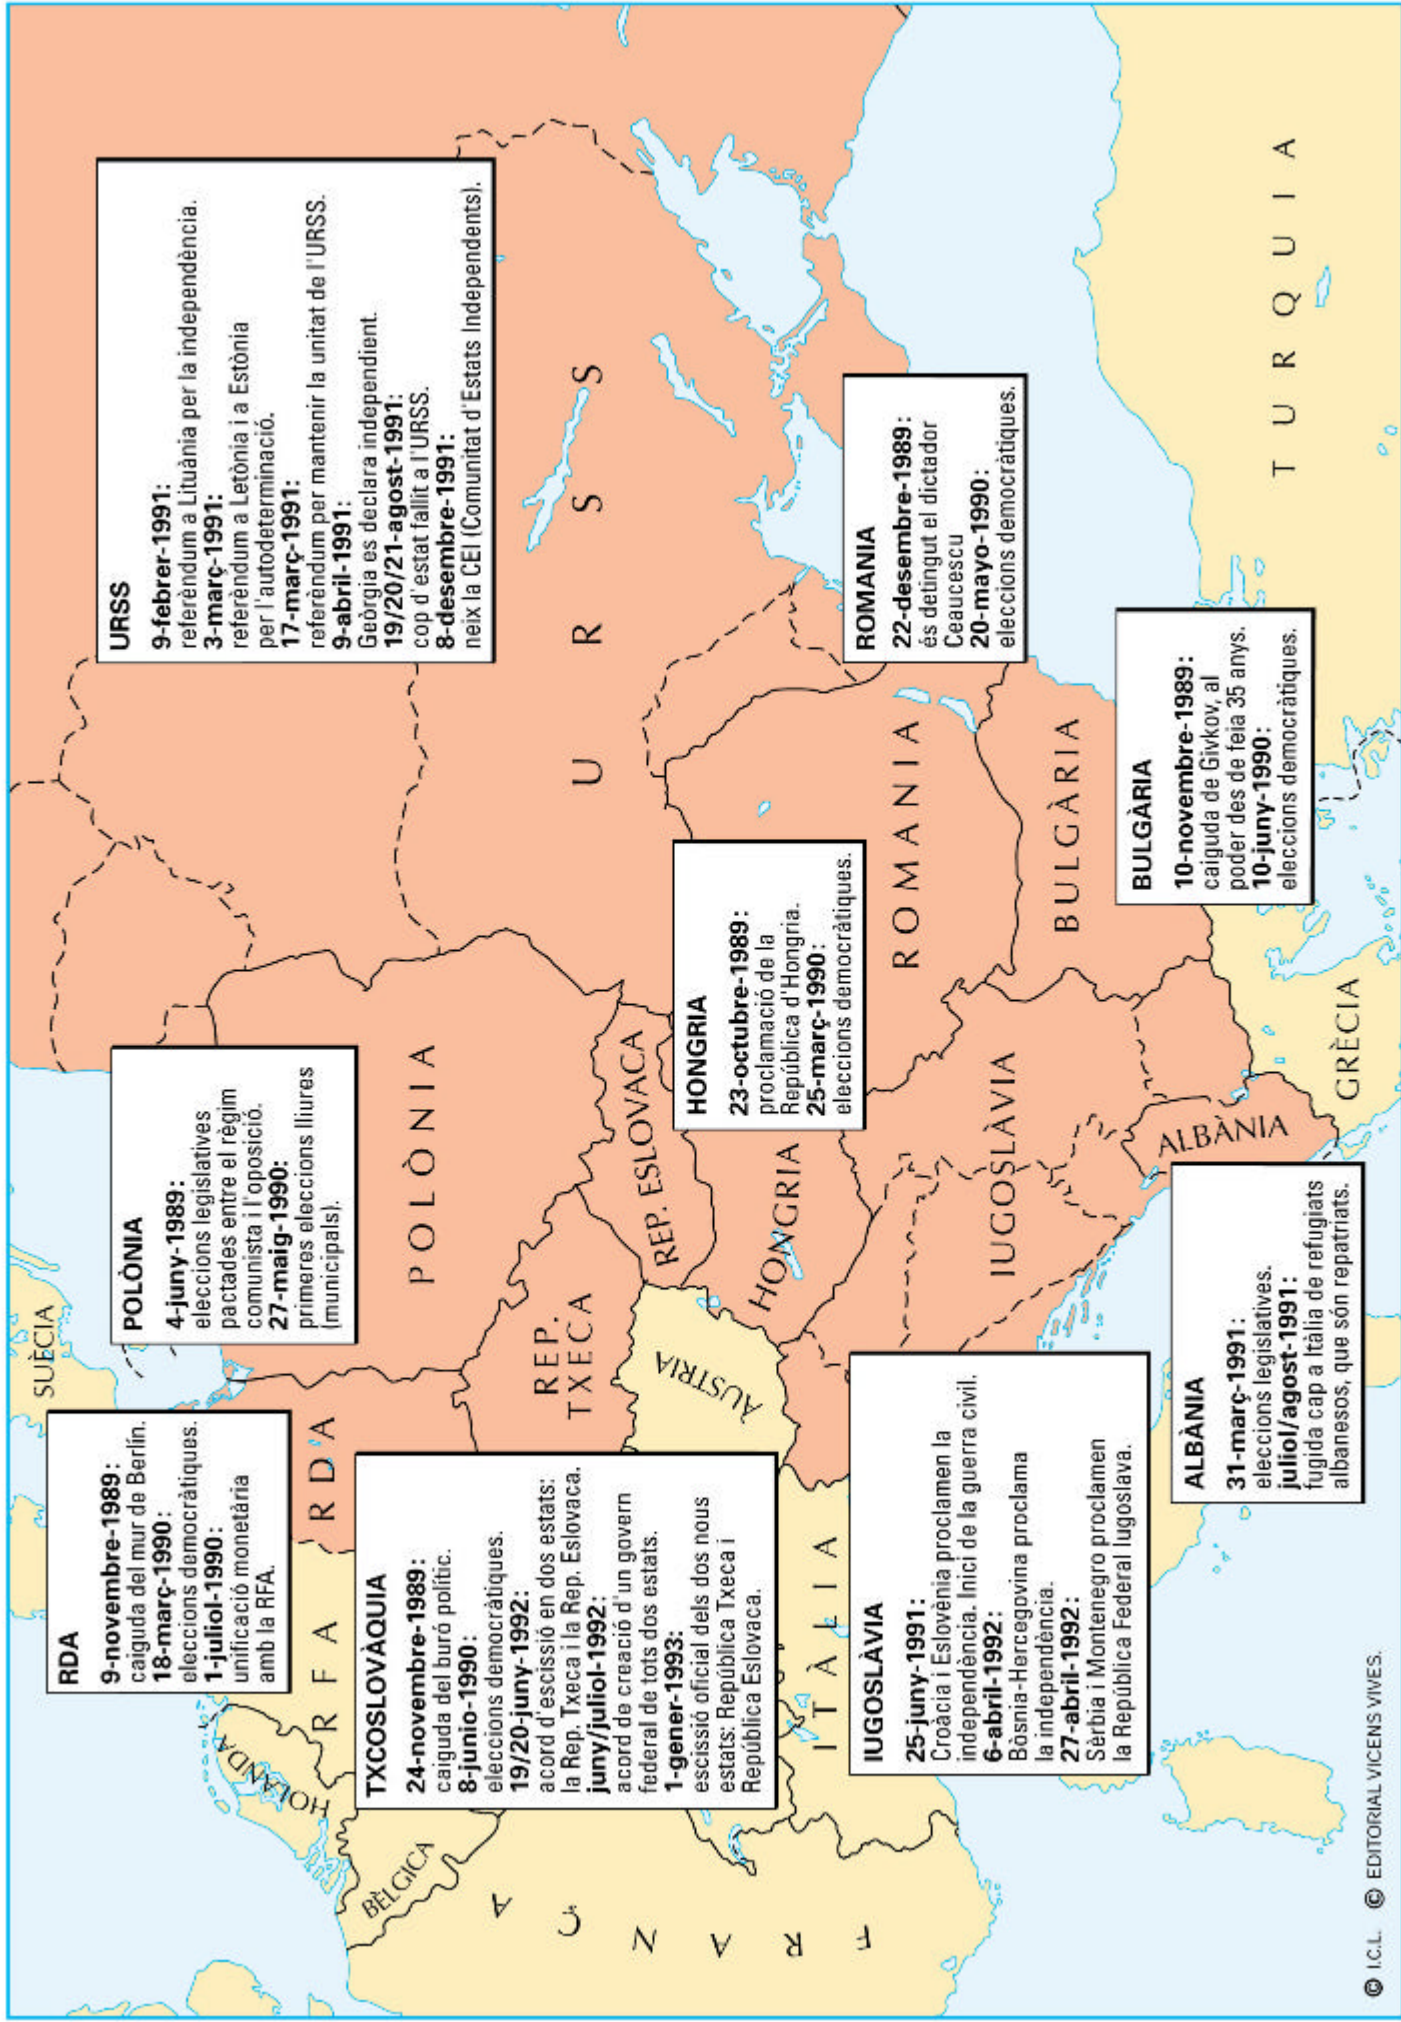 SUÈCIA
RDA
9-novembre-1989:
caiguda del mur de Berlín.
18-març-1990:
eleccions democràtiques.
1-juliol-1990:
unificació monetària
amb la RFA.
POLÒNIA
4-juny-1989:
eleccions legislatives
pactades entre el règim
comunista i l'oposició.
27-maig-1990:
primeres eleccions lliures
(municipals).
URSS
9-febrer-1991:
referèndum a Lituània per la independència.
3-març-1991:
referèndum a Letònia i a Estònia
per l'autodeterminació.
17-març-1991:
referèndum per mantenir la unitat de l'URSS.
9-abril-1991:
Geòrgia es declara independient.
19/20/21-agost-1991:
cop d'estat fallit a l'URSS.
8-desembre-1991:
neix la CEI (Comunitat d'Estats Independents).
HOLANDA
RFA
RDA
POLÒNIA
BÈLGICA
TXCOSLOVÀQUIA
24-novembre-1989:
caiguda del buró polític.
8-junio-1990:
eleccions democràtiques.
19/20-juny-1992:
acord d'escissió en dos estats:
la Rep. Txeca i la Rep. Eslovaca.
juny/juliol-1992:
acord de creació d'un govern
federal de tots dos estats.
1-gener-1993:
escissió oficial dels dos nous
estats: República Txeca i
República Eslovaca.
REP.
TXECA
URSS
REP. ESLOVACA
FRANÇA
ÀUSTRIA
HONGRIA
HONGRIA
23-octubre-1989:
proclamació de la
República d'Hongria.
25-març-1990:
eleccions democràtiques.
ITÀLIA
ROMANIA
ROMANIA
22-desembre-1989:
és detingut el dictador
Ceaucescu
20-mayo-1990:
eleccions democràtiques.
IUGOSLÀVIA
25-juny-1991:
Croàcia i Eslovènia proclamen la
independència. Inici de la guerra civil.
6-abril-1992:
Bòsnia-Hercegovina proclama
la independència.
27-abril-1992:
Sèrbia i Montenegro proclamen
la República Federal Iugoslava.
IUGOSLÀVIA
BULGÀRIA
BULGÀRIA
10-novembre-1989:
caiguda de Givkov, al
poder des de feia 35 anys.
10-juny-1990:
eleccions democràtiques.
ALBÀNIA
ALBÀNIA
31-març-1991:
eleccions legislatives.
juliol/agost-1991:
fugida cap a Itàlia de refugiats
albanesos, que són repatriats.
GRÈCIA
TURQUIA
© I.C.L. © EDITORIAL VICENS VIVES.